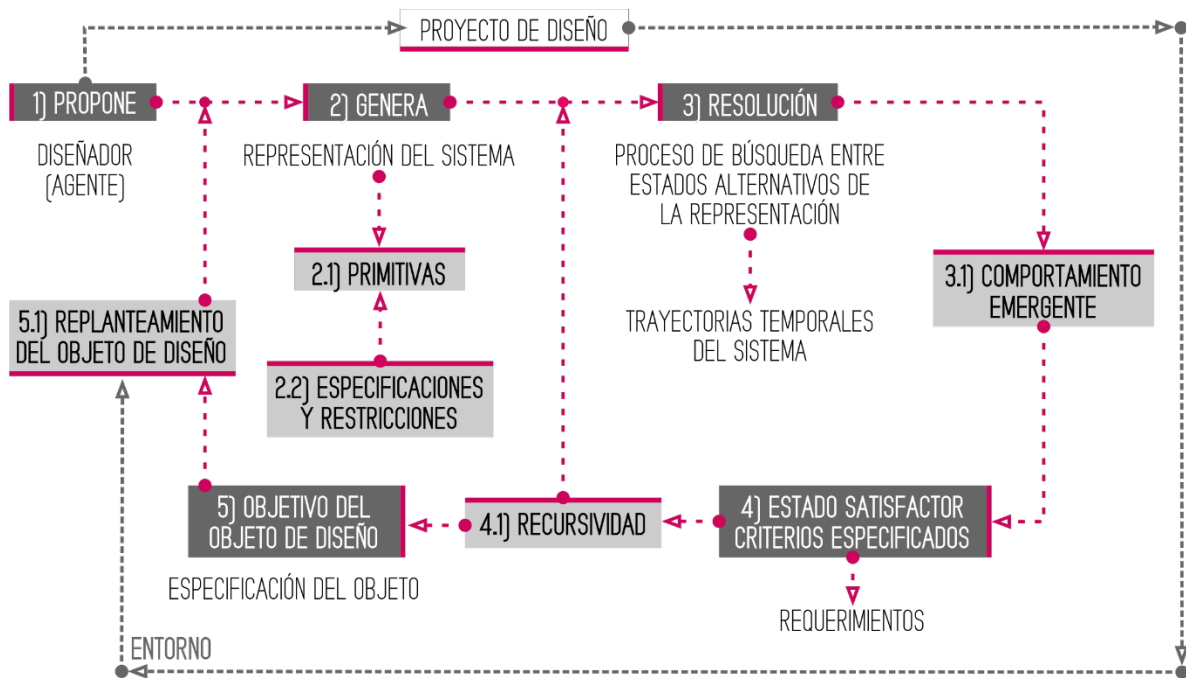 PROYECTO DE DISEÑO
1) PROPONE
2) GENERA
3) RESOLUCIÓN
DISEÑADOR
(AGENTE)
REPRESENTACIÓN DEL SISTEMA
PROCESO DE BÚSQUEDA ENTRE
ESTADOS ALTERNATIVOS DE
LA REPRESENTACIÓN
2.1) PRIMITIVAS
3.1) COMPORTAMIENTO
EMERGENTE
5.1) REPLANTEAMIENTO
DEL OBJETO DE DISEÑO
TRAYECTORIAS TEMPORALES
DEL SISTEMA
2.2) ESPECIFICACIONES
Y RESTRICCIONES
5) OBJETIVO DEL
OBJETO DE DISEÑO
4.1) RECURSIVIDAD
4) ESTADO SATISFACTOR
CRITERIOS ESPECIFICADOS
ESPECIFICACIÓN DEL OBJETO
REQUERIMIENTOS
ENTORNO